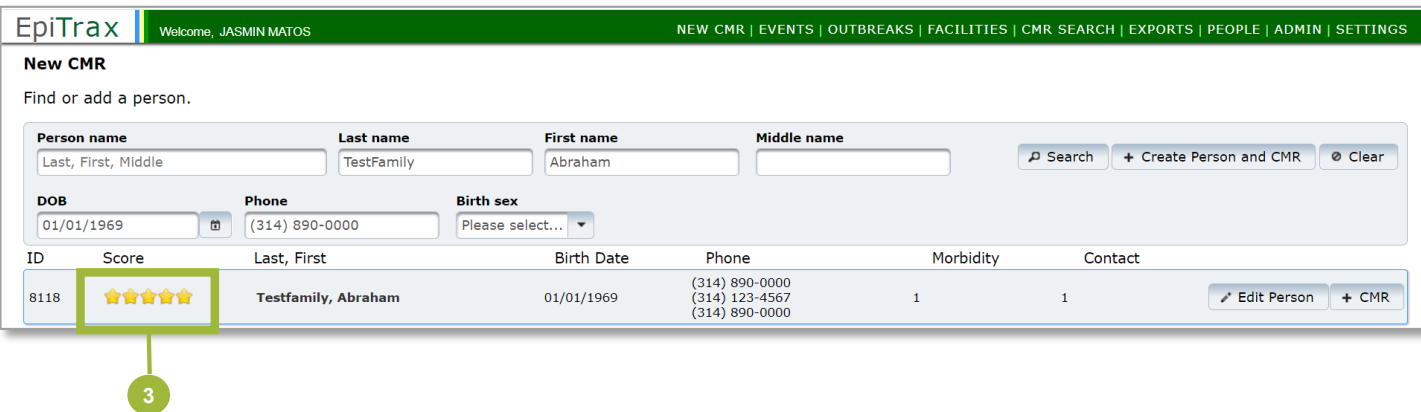 EpiTrax Welcome, JASMIN MATOS NEW CMR | EVENTS | OUTBREAKS | FACILITIES | CMR SEARCH | EXPORTS | PEOPLE | ADMIN | SETTINGS
New CMR
Find or add a person.
Person name Last name First name Middle name
Last, First, Middle TestFamily Abraham Search + Create Person and CMR Clear
DOB Phone Birth sex
01/01/1969 (314) 890-0000 Please select...
ID Score Last, First Birth Date Phone Morbidity Contact
(314) 890-0000
8118 Testfamily, Abraham 01/01/1969 (314) 123-4567 1 1 Edit Person + CMR
(314) 890-0000
3